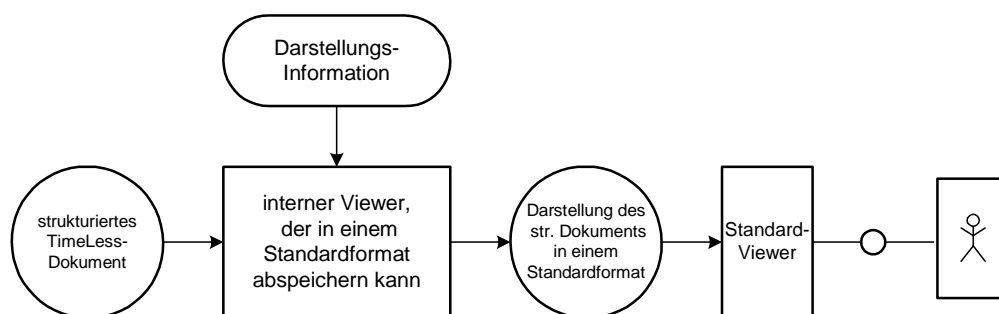 Darstellungs-
Information
strukturiertes
TimeLess-
Dokument
interner Viewer,
der in einem
Standardformat
abspeichern kann
Darstellung des
str. Dokuments
in einem
Standardformat
Standard-
Viewer